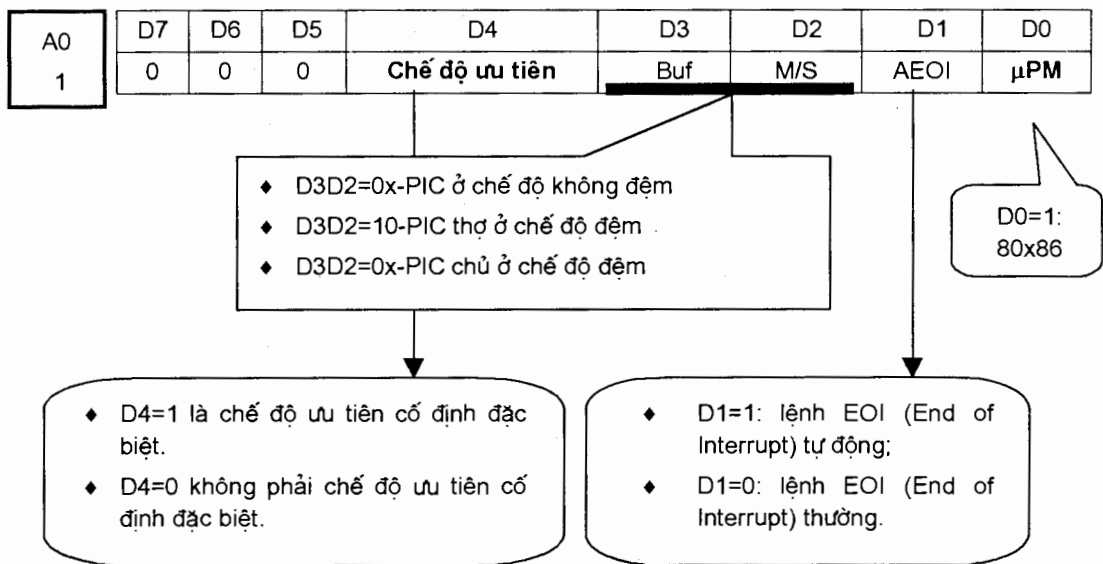 A0
1
D7 D6 D5 D4 D3 D2 D1 D0
0 0 0 Chế độ ưu tiên Buf M/S AEOI µPM
♦ D3D2=0x-PIC ở chế độ không đệm
♦ D3D2=10-PIC thợ ở chế độ đệm
♦ D3D2=0x-PIC chủ ở chế độ đệm
D0=1:
80x86
♦ D4=1 là chế độ ưu tiên cố định đặc
biệt.
♦ D4=0 không phải chế độ ưu tiên cố
định đặc biệt.
♦ D1=1: lệnh EOI (End of
Interrupt) tự động;
♦ D1=0: lệnh EOI (End of
Interrupt) thường.